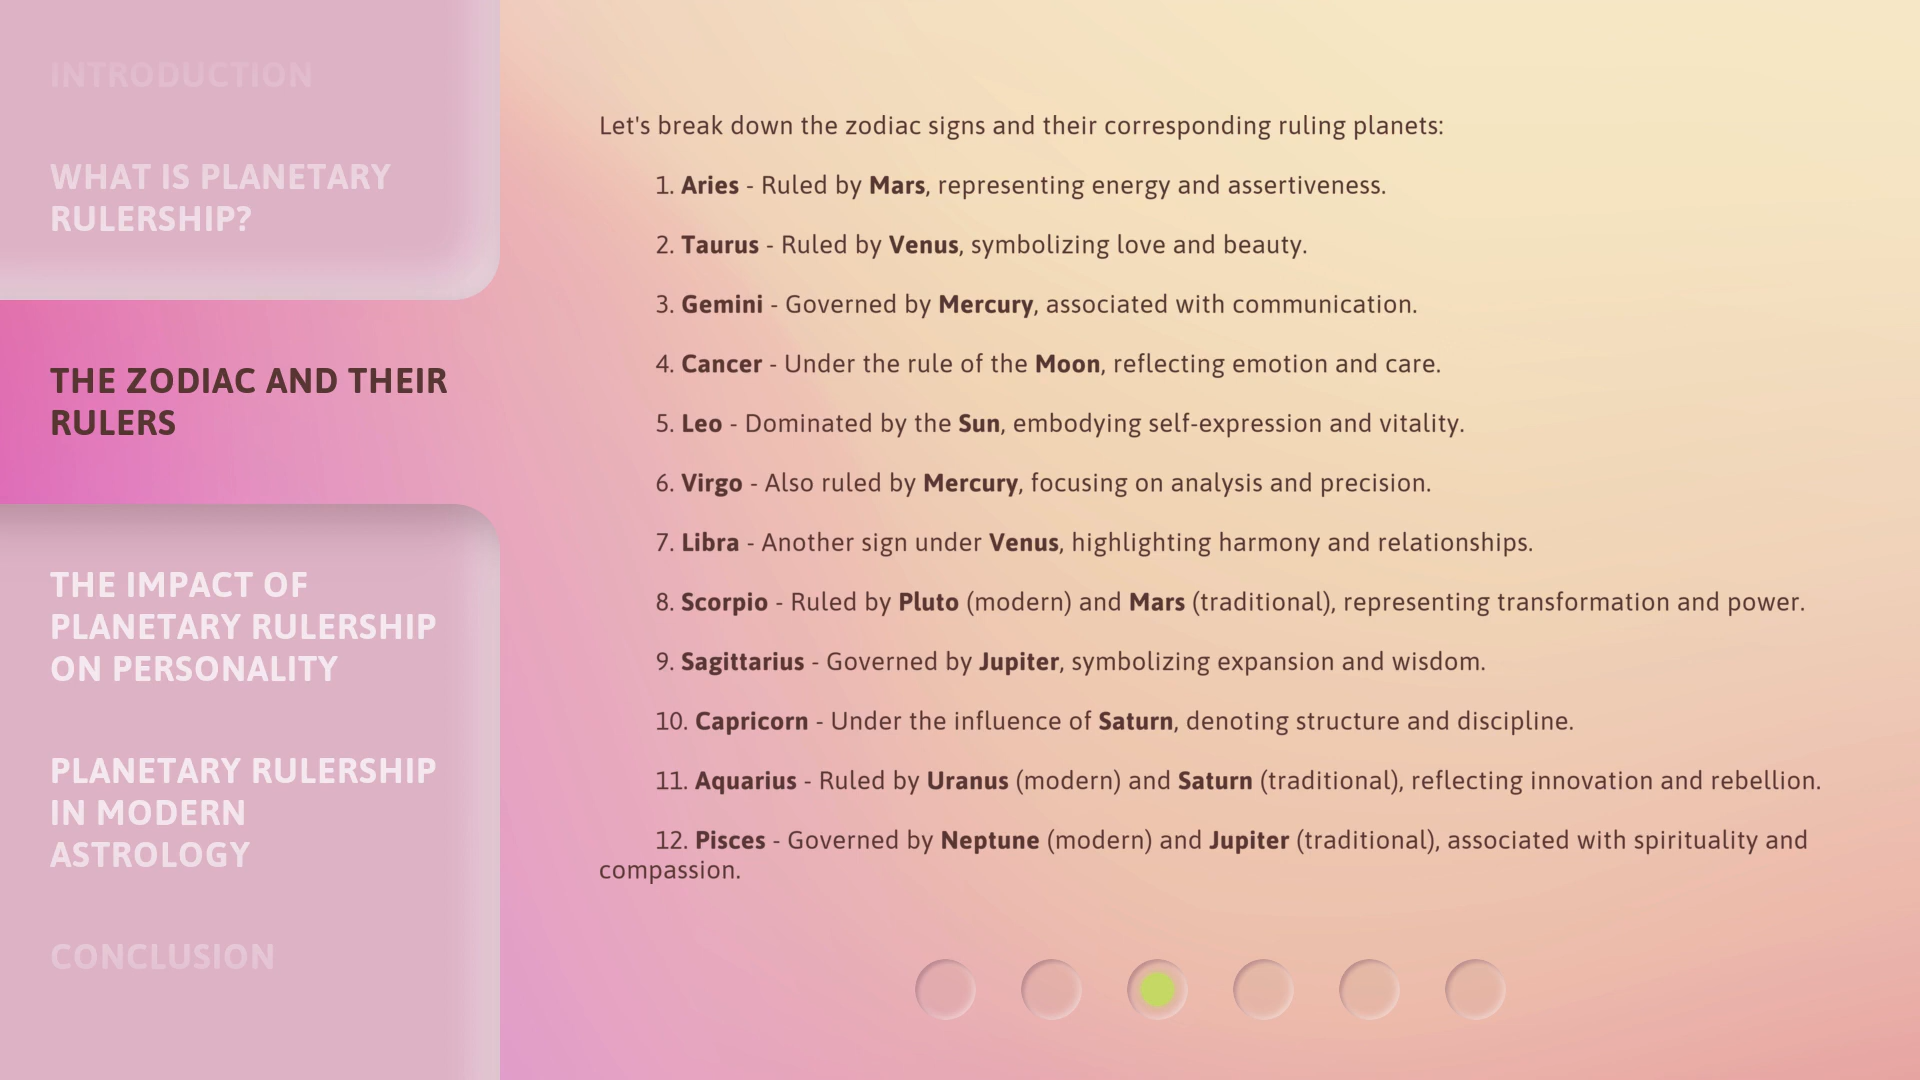 INTRODUCTION
WHAT IS PLANETARY
RULERSHIP?
THE ZODIAC AND THEIR
RULERS
THE IMPACT OF
PLANETARY RULERSHIP
ON PERSONALITY
PLANETARY RULERSHIP
IN MODERN
ASTROLOGY
CONCLUSION
Let's break down the zodiac signs and their corresponding ruling planets:
1. Aries - Ruled by Mars, representing energy and assertiveness.
2. Taurus - Ruled by Venus, symbolizing love and beauty.
3. Gemini - Governed by Mercury, associated with communication.
4. Cancer - Under the rule of the Moon, reflecting emotion and care.
5. Leo - Dominated by the Sun, embodying self-expression and vitality.
6. Virgo - Also ruled by Mercury, focusing on analysis and precision.
7. Libra - Another sign under Venus, highlighting harmony and relationships.
8. Scorpio - Ruled by Pluto (modern) and Mars (traditional), representing transformation and power.
9. Sagittarius - Governed by Jupiter, symbolizing expansion and wisdom.
10. Capricorn - Under the influence of Saturn, denoting structure and discipline.
11. Aquarius - Ruled by Uranus (modern) and Saturn (traditional), reflecting innovation and rebellion.
12. Pisces - Governed by Neptune (modern) and Jupiter (traditional), associated with spirituality and
compassion.